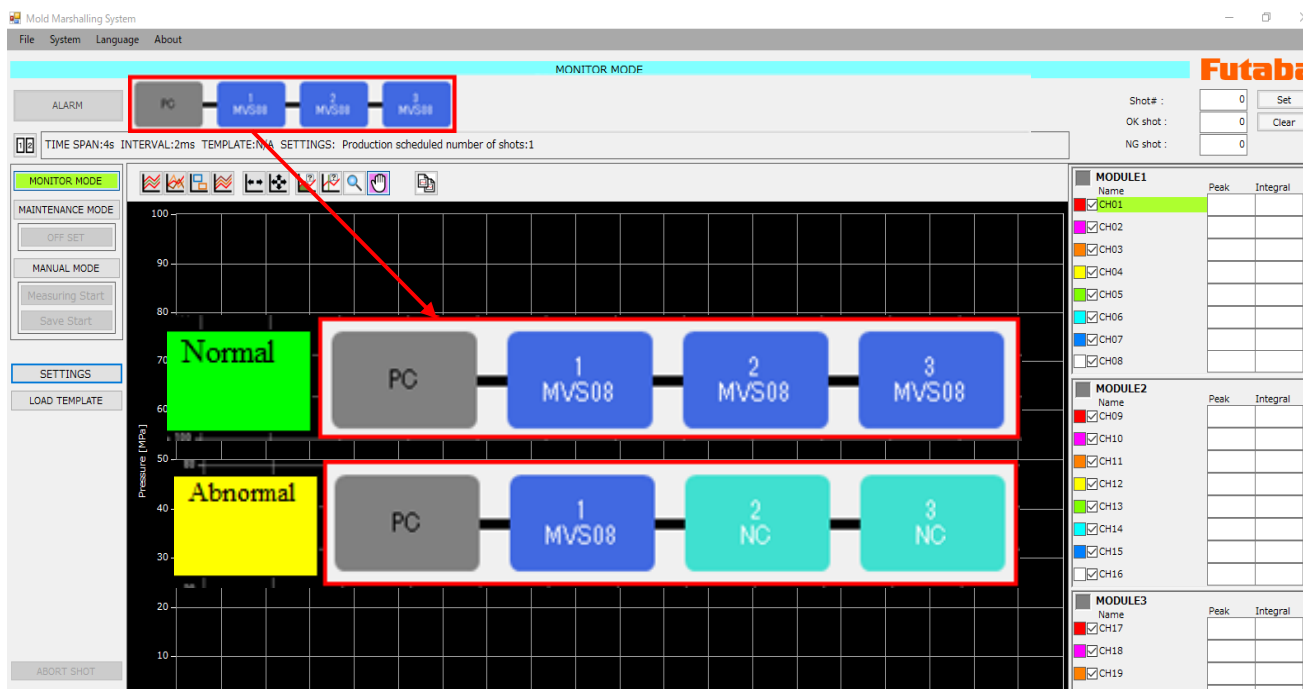 Mold Marshalling System
File System Language About
MONITOR MODE
Futaba
ALARM
PC
1
MVS08
2
MVS08
3
MVS08
Shot# : 0 Set
OK shot : 0 Clear
NG shot : 0
TIME SPAN:4s INTERVAL:2ms TEMPLATE:N/A SETTINGS: Production scheduled number of shots:1
MONITOR MODE
MAINTENANCE MODE
OFF SET
MANUAL MODE
Measuring Start
Save Start
SETTINGS
LOAD TEMPLATE
ABORT SHOT
Pressure [MPa]
100
90
80
70
60
50
40
30
20
10
Normal
PC
1
MVS08
2
MVS08
3
MVS08
Abnormal
PC
1
MVS08
2
NC
3
NC
MODULE1
Name Peak Integral
CH01
CH02
CH03
CH04
CH05
CH06
CH07
CH08
MODULE2
Name Peak Integral
CH09
CH10
CH11
CH12
CH13
CH14
CH15
CH16
MODULE3
Name Peak Integral
CH17
CH18
CH19